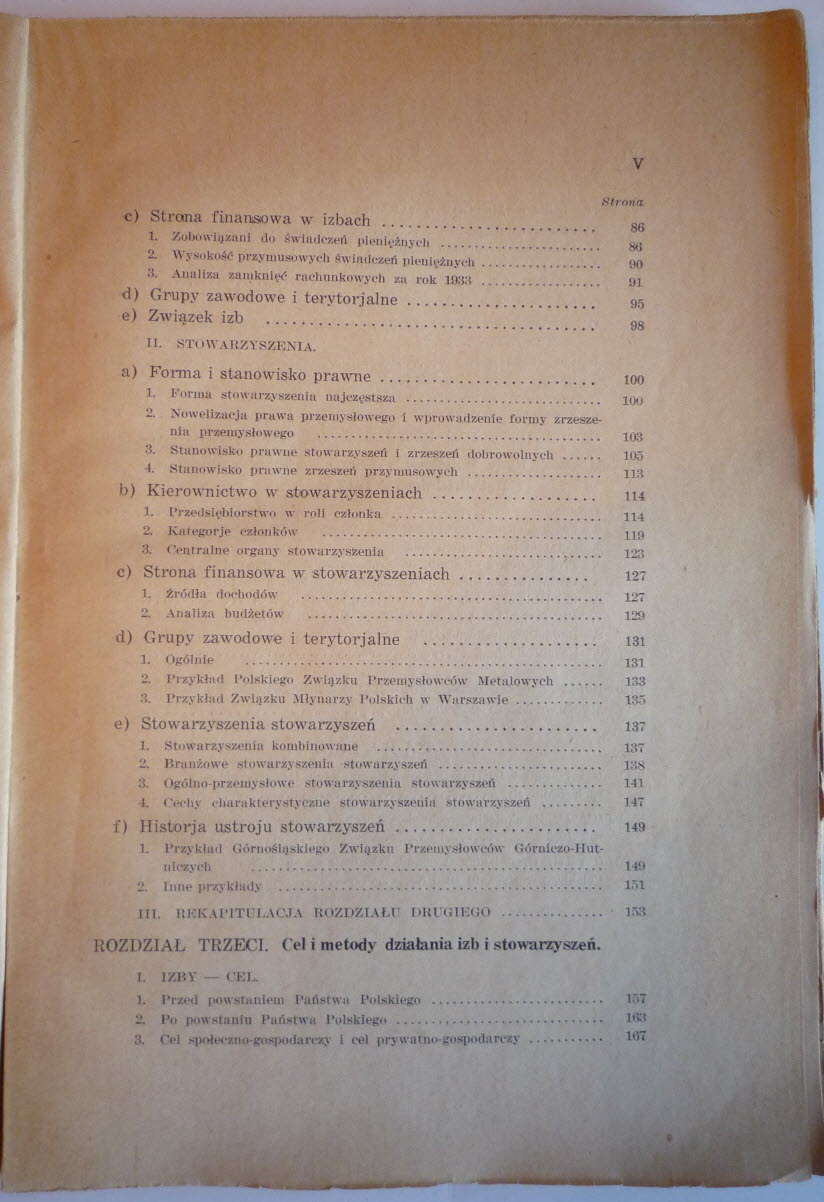 V
Strona
c) Strona finansowa w izbach .......................... 86
1. Zobowiązani do świadczeń pieniężnych ........................ 86
2. Wysokość przymusowych świadczeń pieniężnych .................. 90
3. Analiza zamknięć rachunkowych za rok 1933 .................. 91
d) Grupy zawodowe i terytorjalne ...................... 95
e) Związek izb .................................... 98
II. STOWARZYSZENIA.
a) Forma i stanowisko prawne .......................... 100
1. Forma stowarzyszenia najczęstsza ............................. 100
2. Nowelizacja prawa przemysłowego i wprowadzenie formy zrzesze-
nia przemysłowego .......................................... 103
3. Stanowisko prawne stowarzyszeń i zrzeszeń dobrowolnych ...... 105
4. Stanowisko prawne zrzeszeń przymusowych .................... 113
b) Kierownictwo w stowarzyszeniach .................... 114
1. Przedsiębiorstwo w roli członka ............................... 114
2. Kategorje członków .......................................... 119
3. Centralne organy stowarzyszenia ............................. 123
c) Strona finansowa w stowarzyszeniach ............... 127
1. Źródła dochodów ............................................. 127
2. Analiza budżetów ............................................ 129
d) Grupy zawodowe i terytorjalne .................... 131
1. Ogólnie ..................................................... 131
2. Przykład Polskiego Związku Przemysłowców Metalowych ...... 133
3. Przykład Związku Młynarzy Polskich w Warszawie ............. 135
e) Stowarzyszenia stowarzyszeń ....................... 137
1. Stowarzyszenia kombinowane .................................. 137
2. Branżowe stowarzyszenia stowarzyszeń ........................ 138
3. Ogólno-przemysłowe stowarzyszenia stowarzyszeń .............. 141
4. Cechy charakterystyczne stowarzyszenia stowarzyszeń ......... 147
f) Historja ustroju stowarzyszeń ....................... 149
1. Przykład Górnośląskiego Związku Przemysłowców Górniczo-Hut-
niczych ..................................................... 149
2. Inne przykłady ................................................ 151
III. REKAPITULACJA ROZDZIAŁU DRUGIEGO ............... 153
ROZDZIAŁ TRZECI. Cel i metody działania izb i stowarzyszeń.
I. IZBY — CEL.
1. Przed powstaniem Państwa Polskiego .......................... 157
2. Po powstaniu Państwa Polskiego ............................... 163
3. Cel społeczno-gospodarczy i cel prywatno-gospodarczy ........... 167